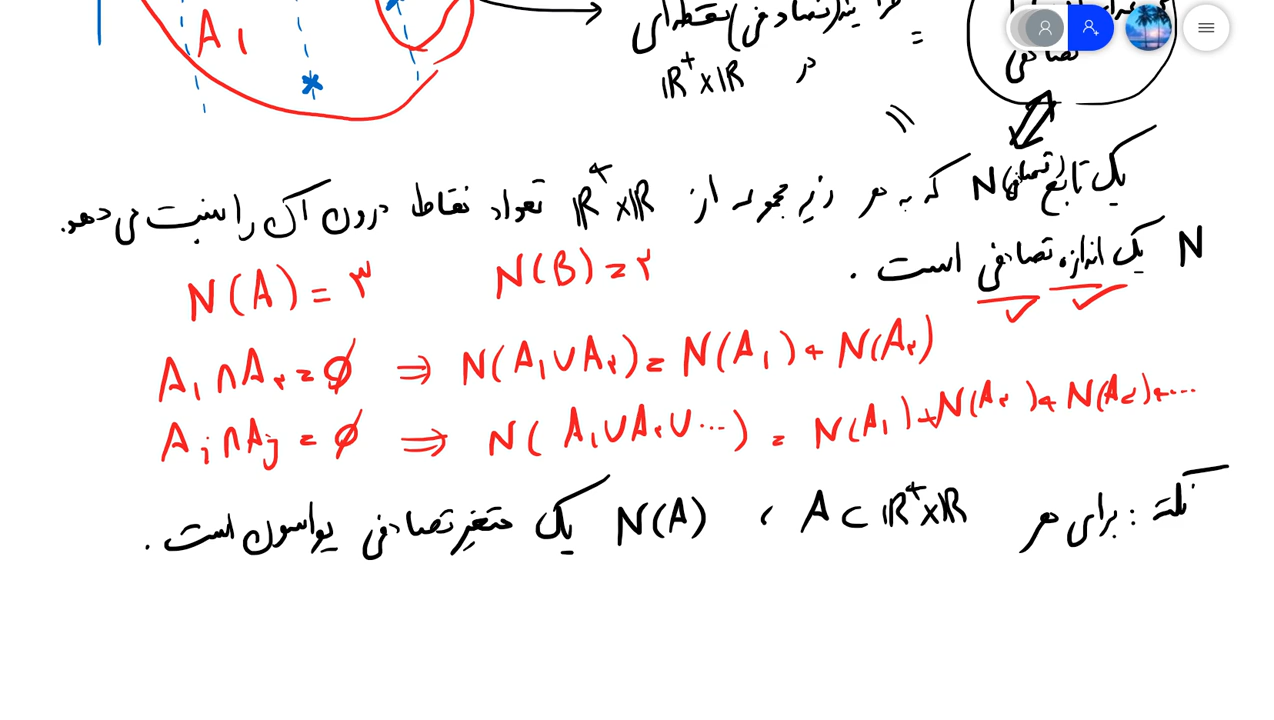 A₁
فرایند (تصادفی) نقطه‌ای
در ℝ⁺×ℝ
=
تصادفی
یک تابع (تصادفی) N که به هر زیرمجموعه از ℝ⁺×ℝ تعداد نقاط درون آن را نسبت می‌دهد.
N یک اندازه تصادفی است.
N(A) = ۳ N(B) = ۲
A₁ ∩ A₂ = ∅ ⇒ N(A₁ ∪ A₂) = N(A₁) + N(A₂)
Aᵢ ∩ Aⱼ = ∅ ⇒ N(A₁ ∪ A₂ ∪ ...) = N(A₁) + N(A₂) + N(A₃) + ...
نکته: برای هر A ⊂ ℝ⁺×ℝ، N(A) یک متغیر تصادفی پواسون است.